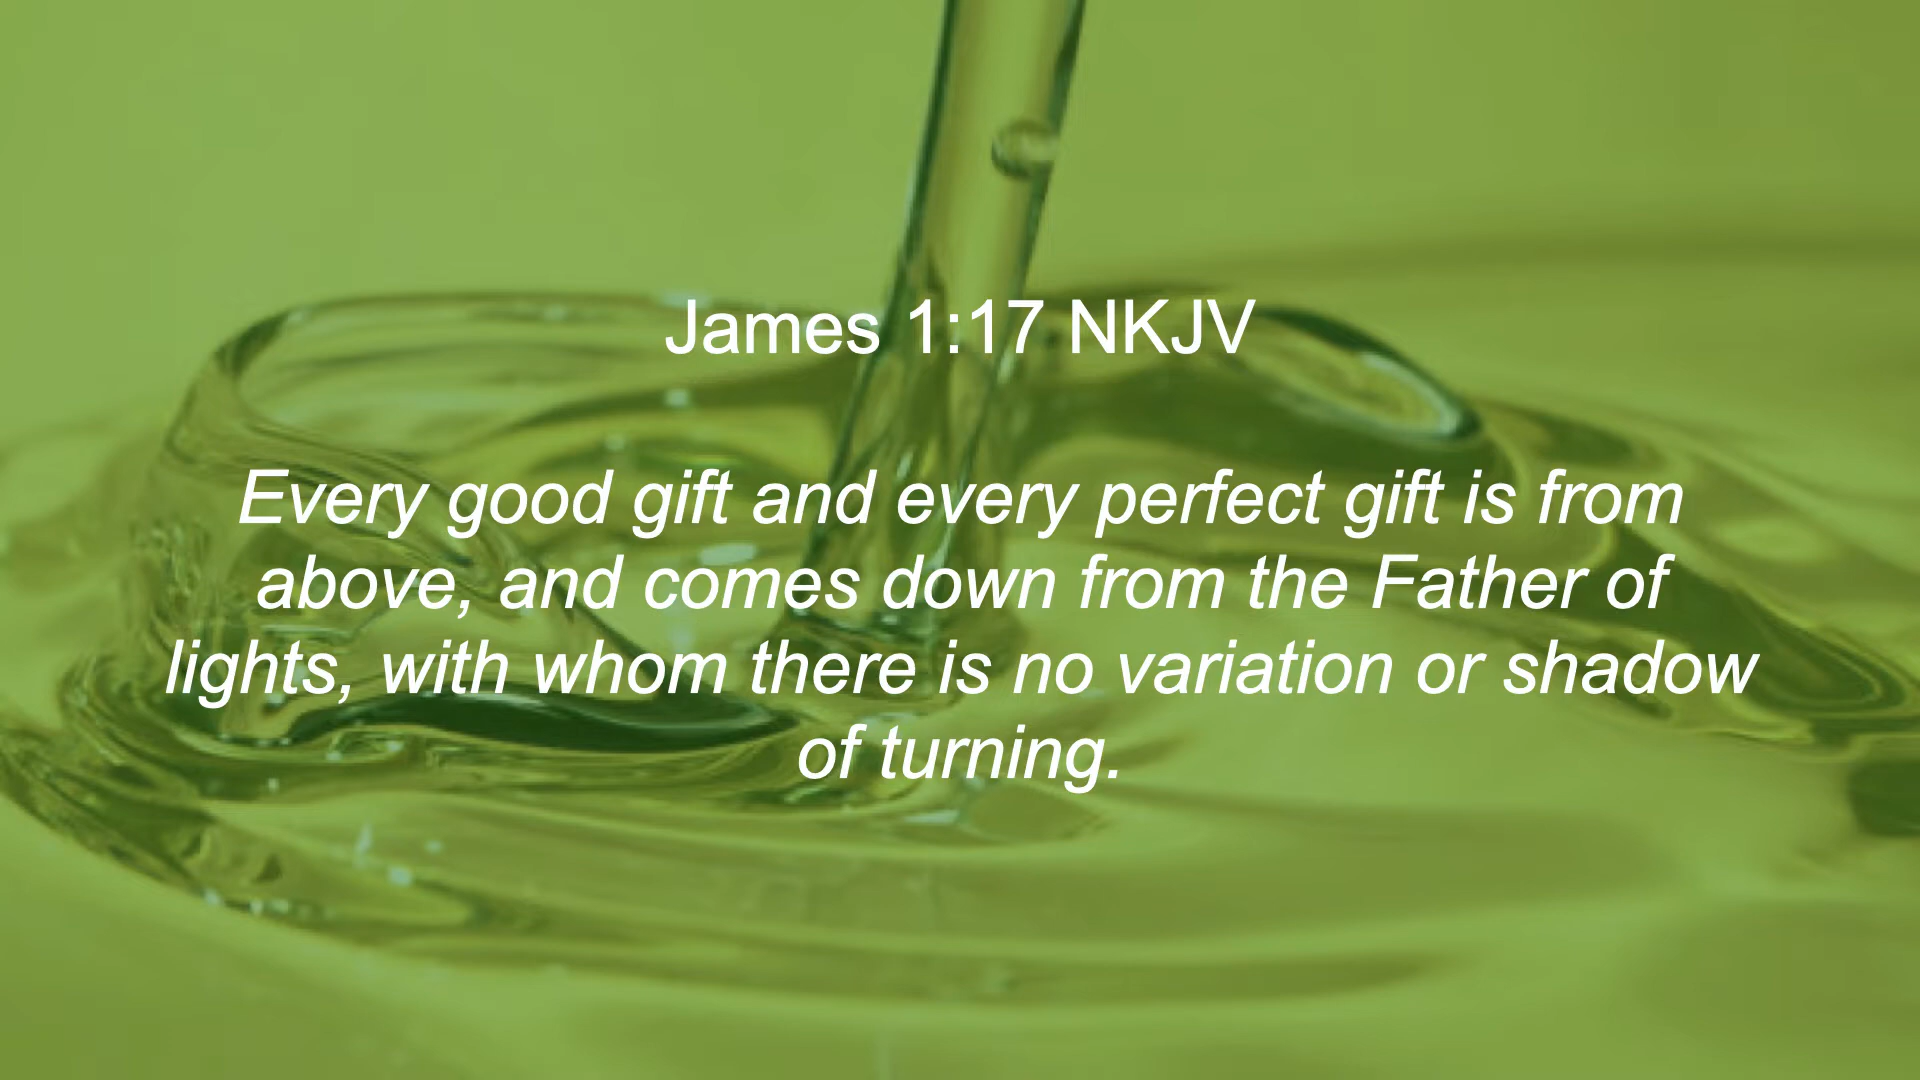 James 1:17 NKJV
Every good gift and every perfect gift is from
above, and comes down from the Father of
lights, with whom there is no variation or shadow
of turning.